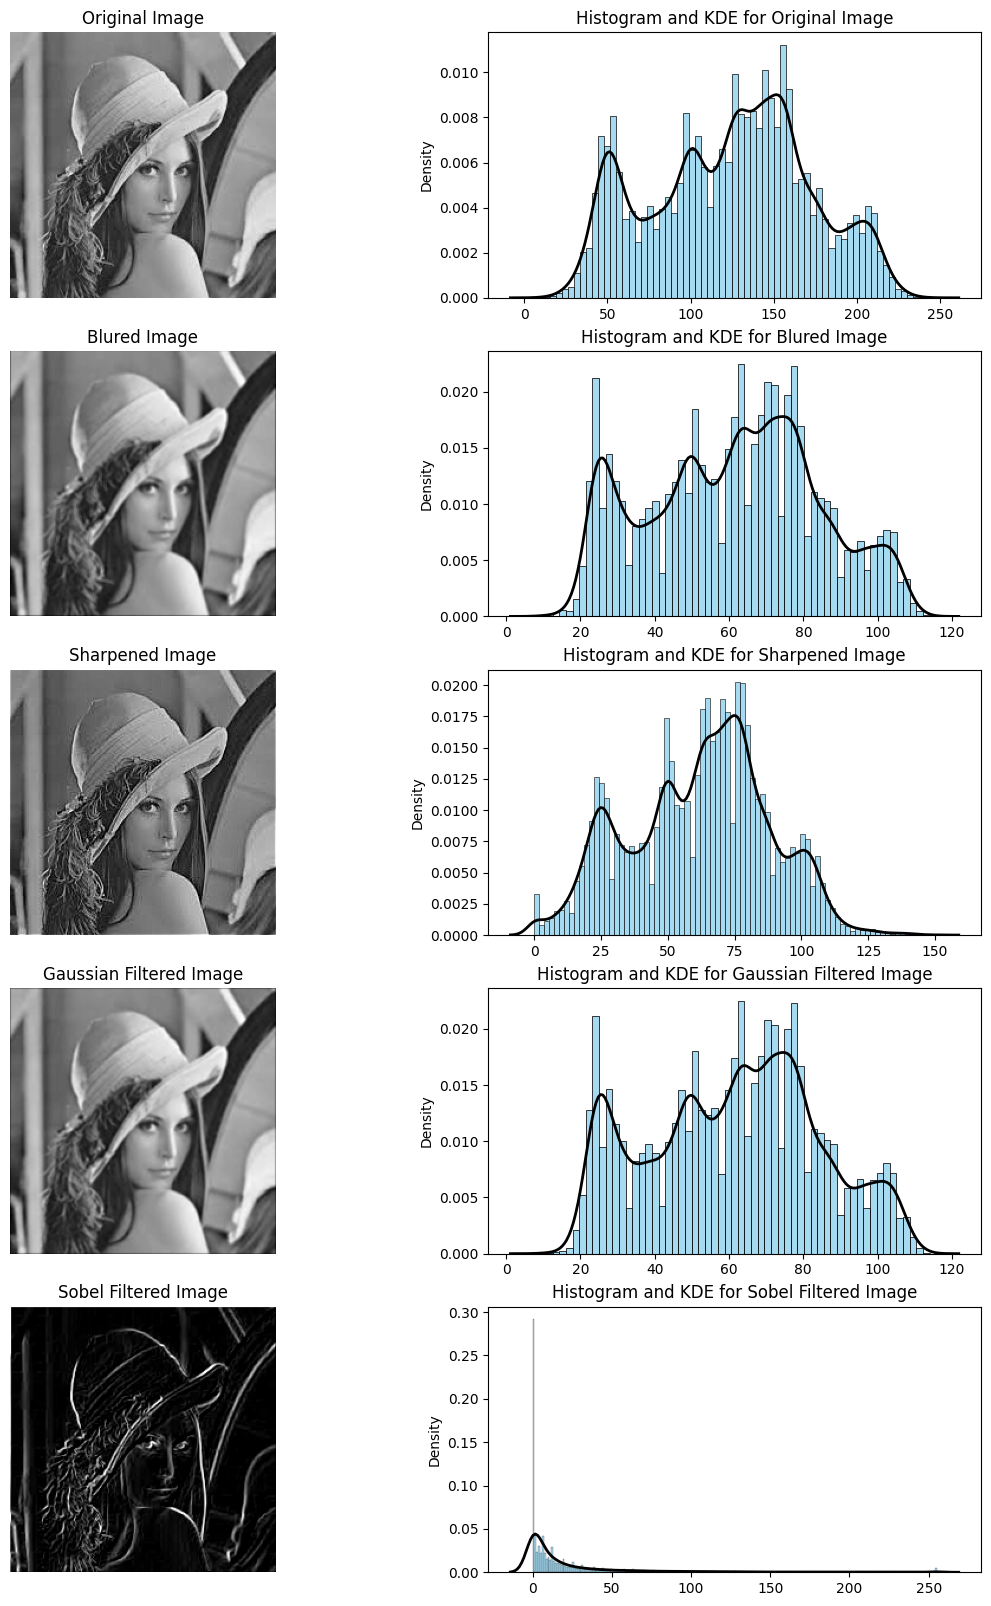 Original Image
Histogram and KDE for Original Image
Density
0.010
0.008
0.006
0.004
0.002
0.000
0 50 100 150 200 250
Blured Image
Histogram and KDE for Blured Image
Density
0.020
0.015
0.010
0.005
0.000
0 20 40 60 80 100 120
Sharpened Image
Histogram and KDE for Sharpened Image
Density
0.0200
0.0175
0.0150
0.0125
0.0100
0.0075
0.0050
0.0025
0.0000
0 25 50 75 100 125 150
Gaussian Filtered Image
Histogram and KDE for Gaussian Filtered Image
Density
0.020
0.015
0.010
0.005
0.000
0 20 40 60 80 100 120
Sobel Filtered Image
Histogram and KDE for Sobel Filtered Image
Density
0.30
0.25
0.20
0.15
0.10
0.05
0.00
0 50 100 150 200 250